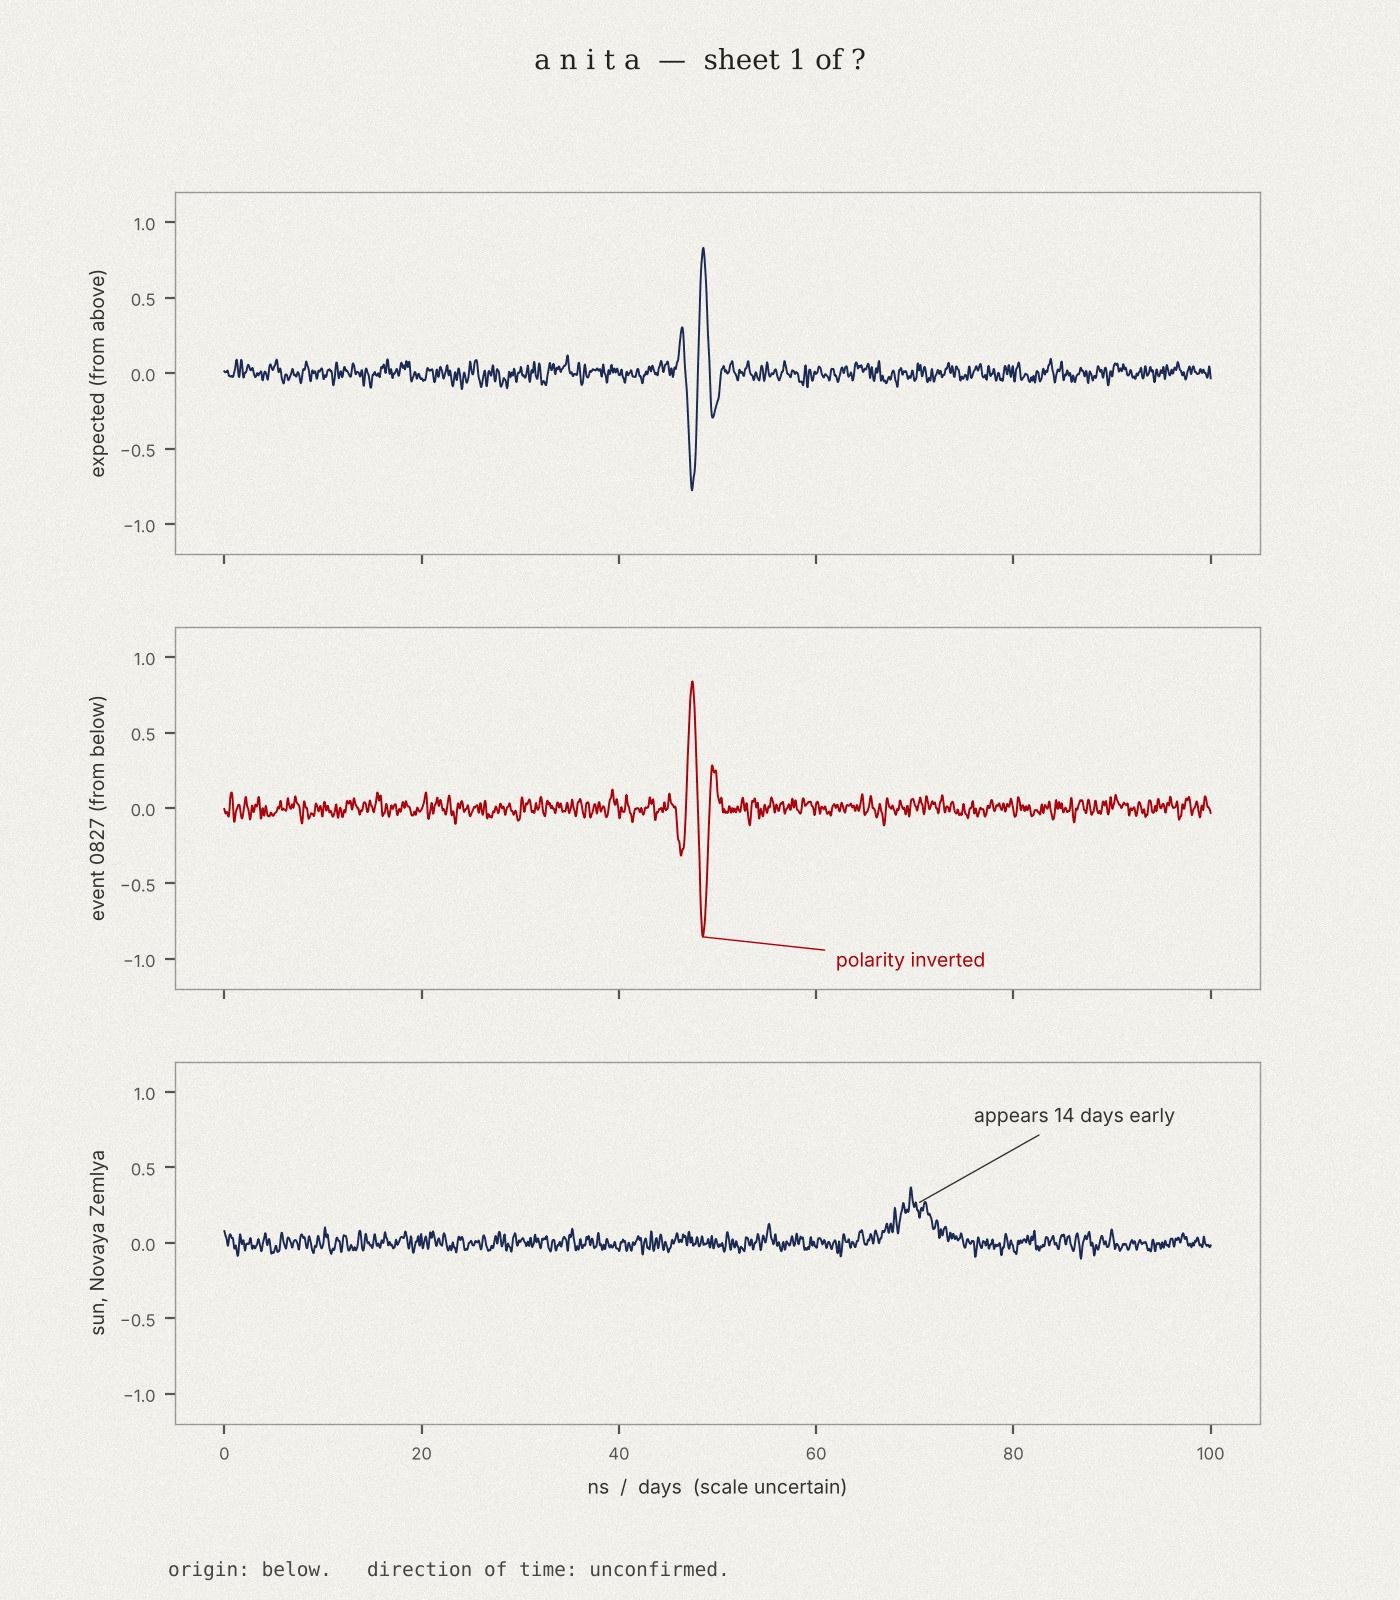 a n i t a — sheet 1 of ?
expected (from above)
1.0
0.5
0.0
−0.5
−1.0
event 0827 (from below)
1.0
0.5
0.0
−0.5
−1.0
polarity inverted
sun, Novaya Zemlya
1.0
0.5
0.0
−0.5
−1.0
appears 14 days early
0 20 40 60 80 100
ns / days (scale uncertain)
origin: below. direction of time: unconfirmed.